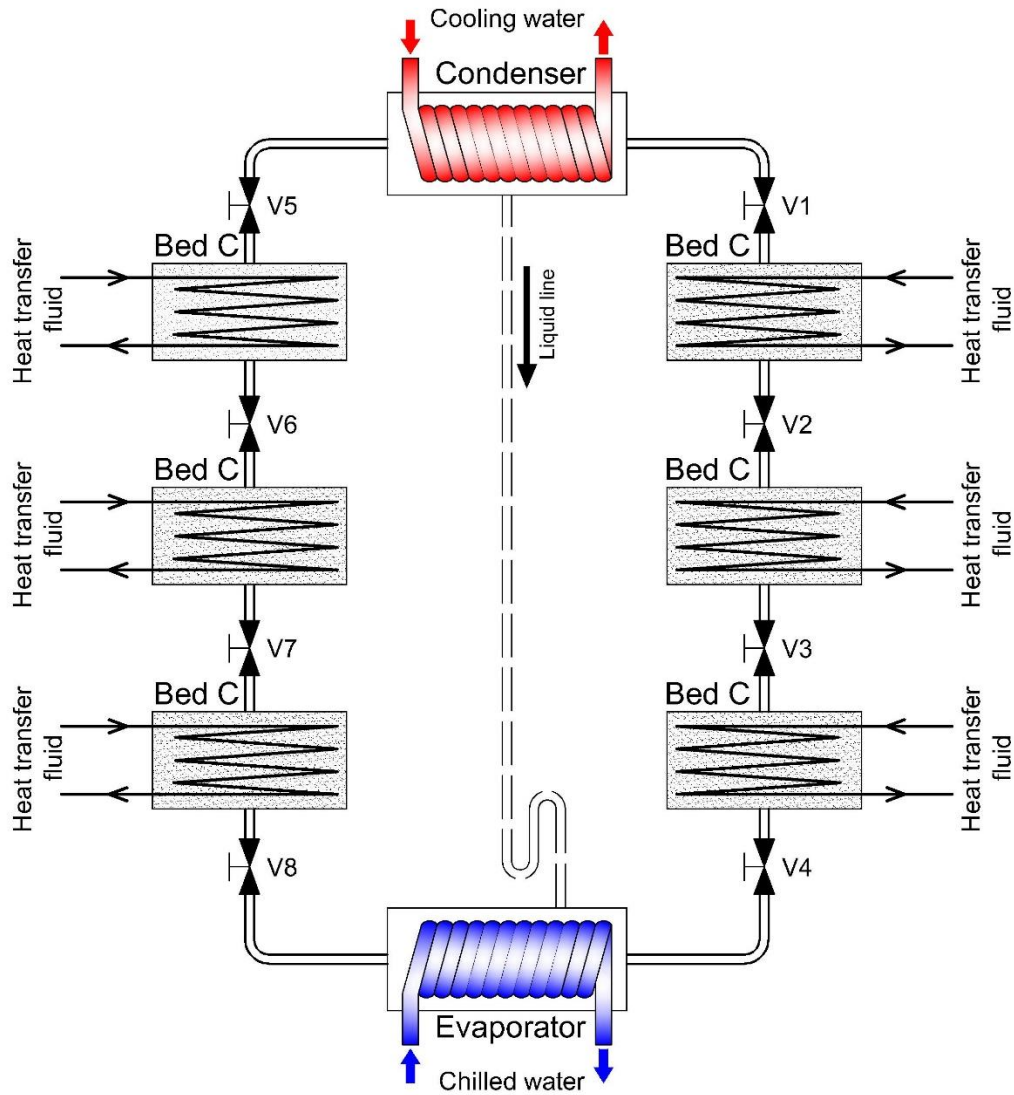 Cooling water
Condenser
V5
V1
Bed C
Bed C
Heat transfer
fluid
Liquid line
Heat transfer
fluid
V6
V2
Bed C
Bed C
Heat transfer
fluid
Heat transfer
fluid
V7
V3
Bed C
Bed C
Heat transfer
fluid
Heat transfer
fluid
V8
V4
Evaporator
Chilled water